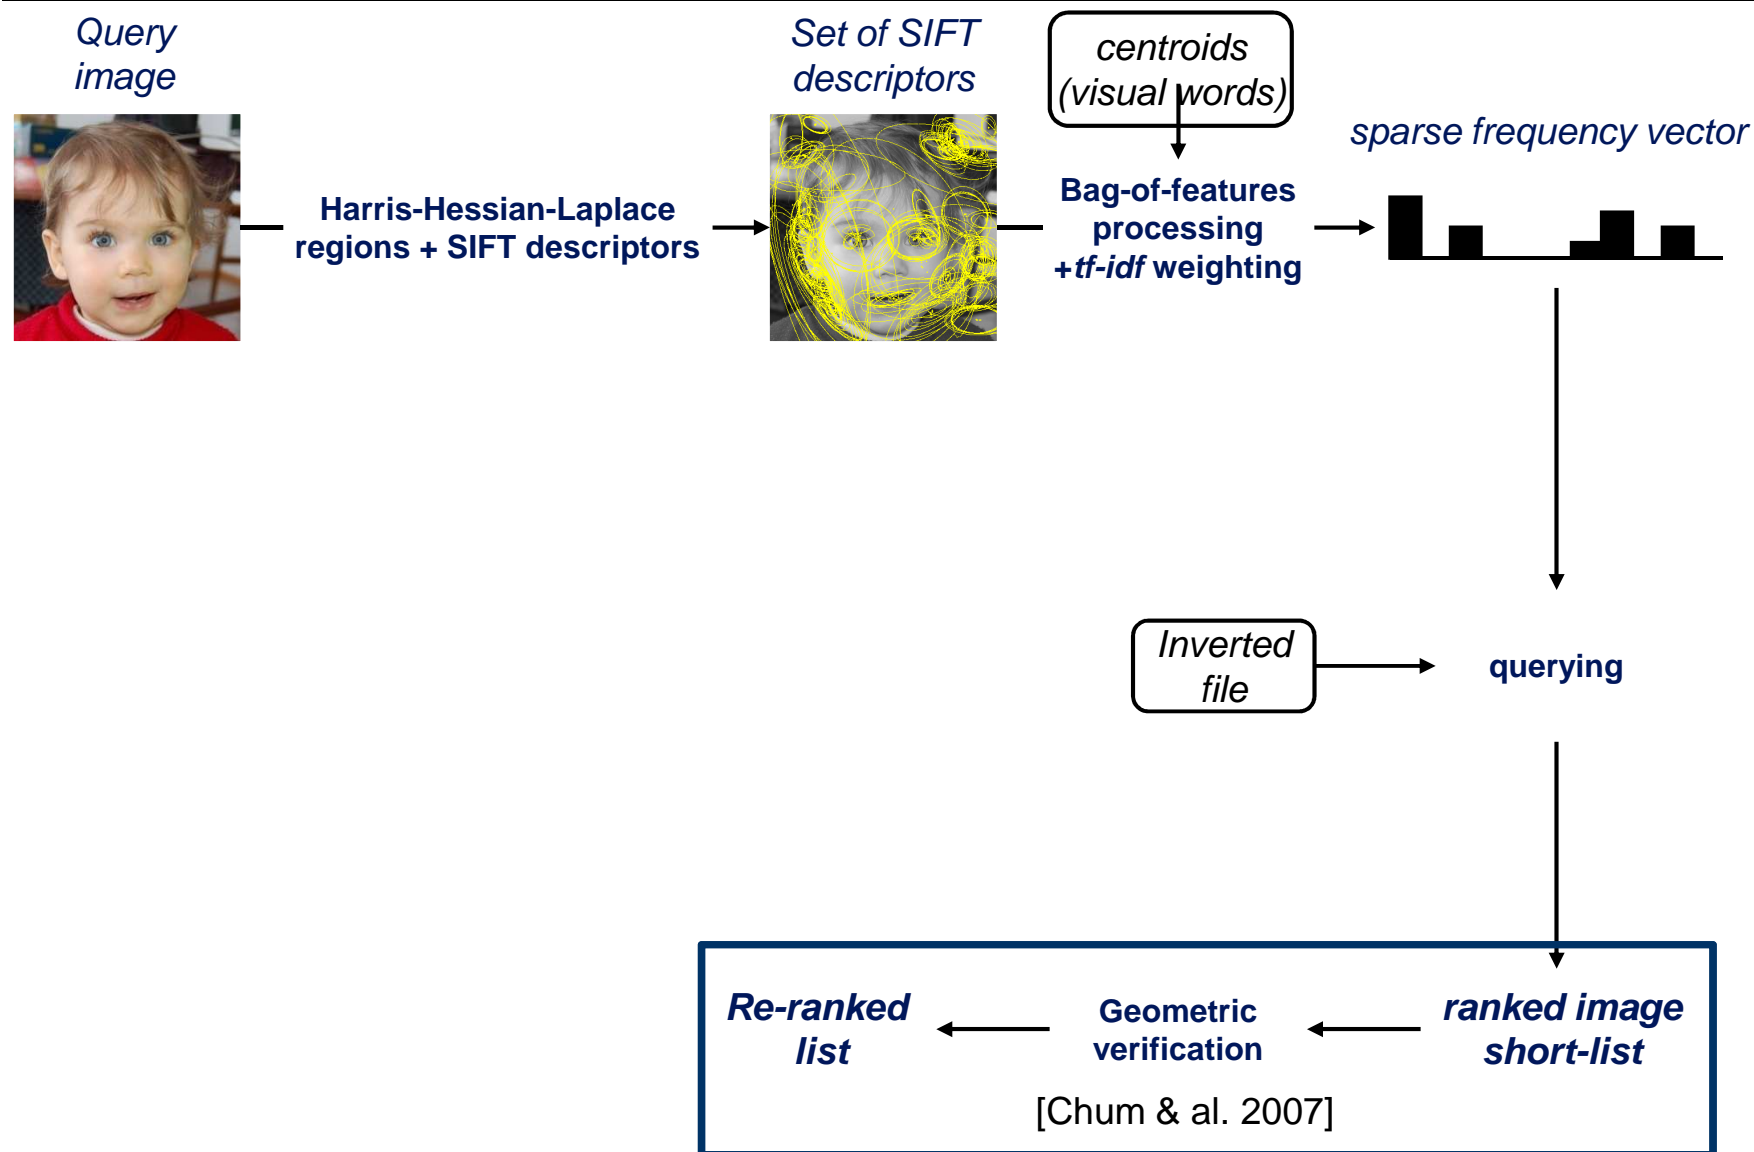 Query
image
Set of SIFT
descriptors
centroids
(visual words)
sparse frequency vector
Harris-Hessian-Laplace
regions + SIFT descriptors
Bag-of-features
processing
+tf-idf weighting
Inverted
file
querying
Re-ranked
list
Geometric
verification
ranked image
short-list
[Chum & al. 2007]